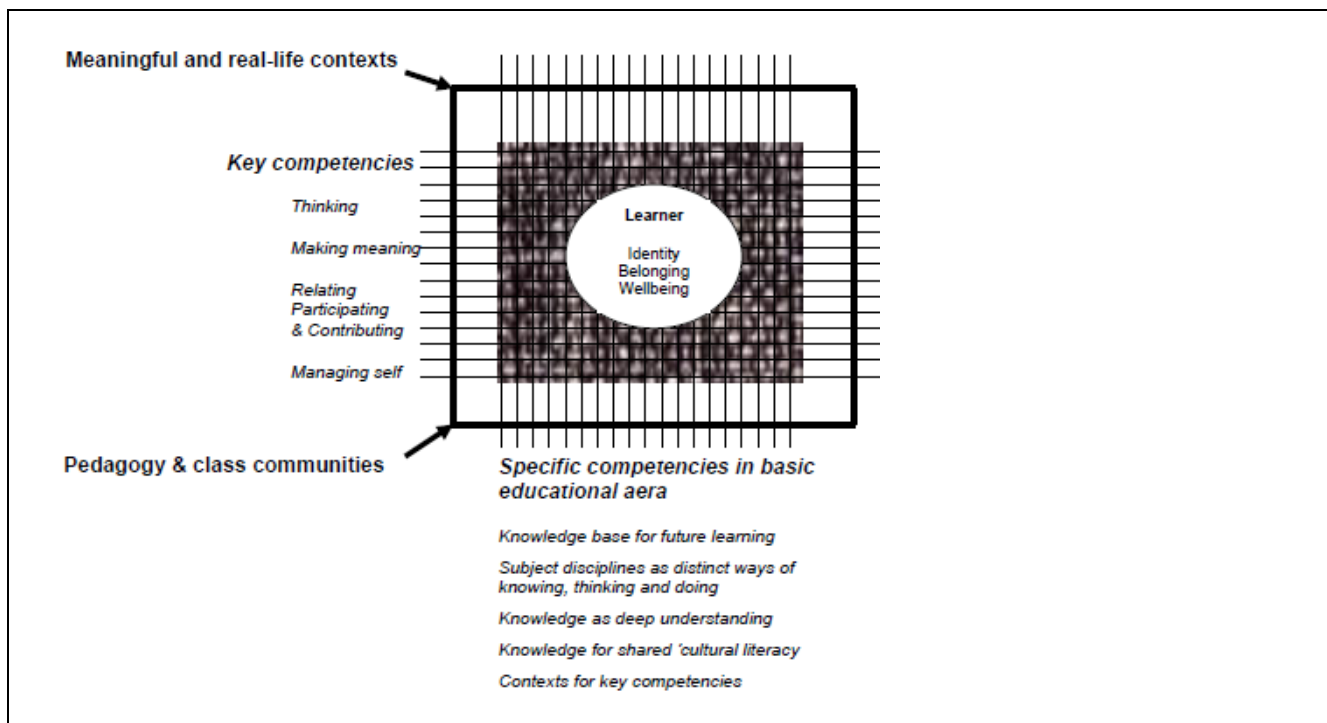 Meaningful and real-life contexts
Key competencies
Thinking
Making meaning
Relating
Participating
& Contributing
Managing self
Learner
Identity
Belonging
Wellbeing
Pedagogy & class communities
Specific competencies in basic
educational aera
Knowledge base for future learning
Subject disciplines as distinct ways of
knowing, thinking and doing
Knowledge as deep understanding
Knowledge for shared 'cultural literacy
Contexts for key competencies